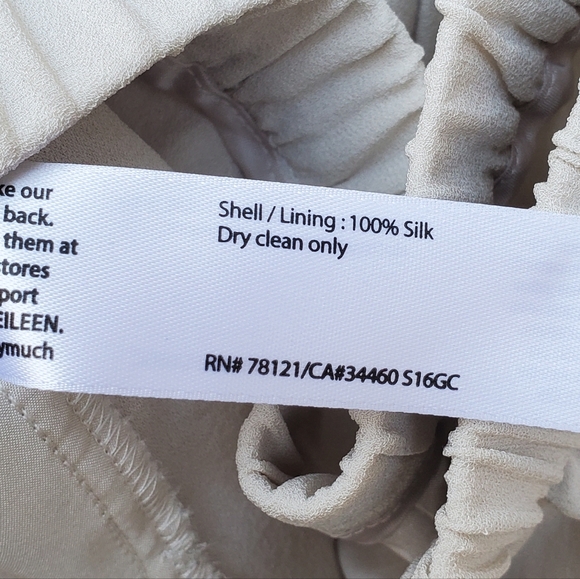 ke our
back.
them at
tores
port
EILEEN.
ymuch
Shell / Lining : 100% Silk
Dry clean only
RN# 78121/CA#34460 S16GC